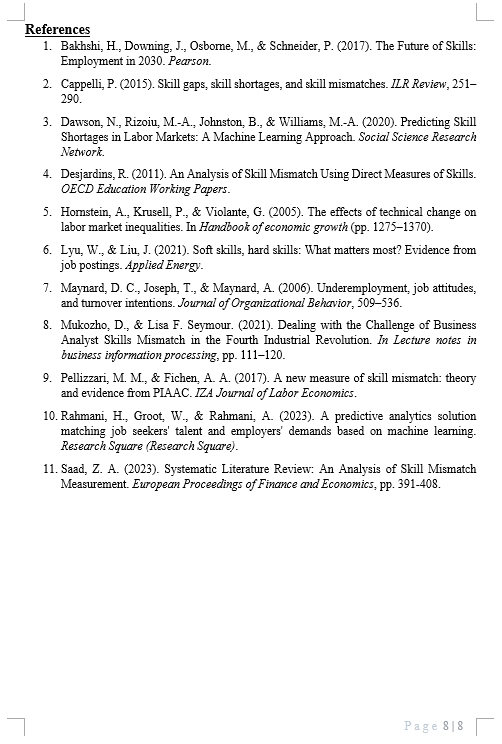 References
1. Bakhshi, H., Downing, J., Osborne, M., & Schneider, P. (2017). The Future of Skills:
Employment in 2030. Pearson.
2. Cappelli, P. (2015). Skill gaps, skill shortages, and skill mismatches. ILR Review, 251–
290.
3. Dawson, N., Rizoiu, M.-A., Johnston, B., & Williams, M.-A. (2020). Predicting Skill
Shortages in Labor Markets: A Machine Learning Approach. Social Science Research
Network.
4. Desjardins, R. (2011). An Analysis of Skill Mismatch Using Direct Measures of Skills.
OECD Education Working Papers.
5. Hornstein, A., Krusell, P., & Violante, G. (2005). The effects of technical change on
labor market inequalities. In Handbook of economic growth (pp. 1275–1370).
6. Lyu, W., & Liu, J. (2021). Soft skills, hard skills: What matters most? Evidence from
job postings. Applied Energy.
7. Maynard, D. C., Joseph, T., & Maynard, A. (2006). Underemployment, job attitudes,
and turnover intentions. Journal of Organizational Behavior, 509–536.
8. Mukozho, D., & Lisa F. Seymour. (2021). Dealing with the Challenge of Business
Analyst Skills Mismatch in the Fourth Industrial Revolution. In Lecture notes in
business information processing, pp. 111–120.
9. Pellizzari, M. M., & Fichen, A. A. (2017). A new measure of skill mismatch: theory
and evidence from PIAAC. IZA Journal of Labor Economics.
10. Rahmani, H., Groot, W., & Rahmani, A. (2023). A predictive analytics solution
matching job seekers' talent and employers' demands based on machine learning.
Research Square (Research Square).
11. Saad, Z. A. (2023). Systematic Literature Review: An Analysis of Skill Mismatch
Measurement. European Proceedings of Finance and Economics, pp. 391-408.
Page 8|8